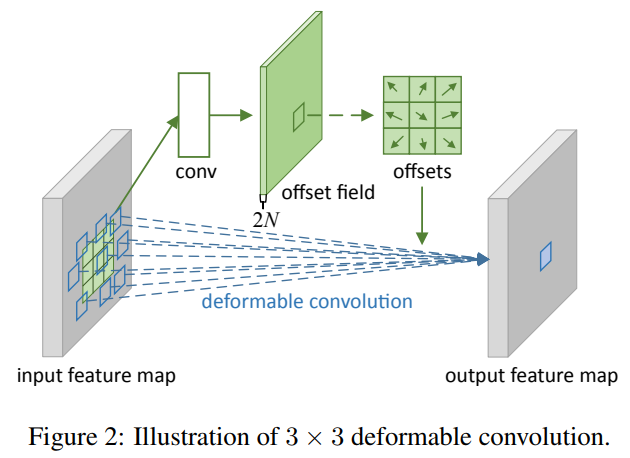 conv
offset field
offsets
2N
deformable convolution
input feature map
output feature map
Figure 2: Illustration of 3 × 3 deformable convolution.